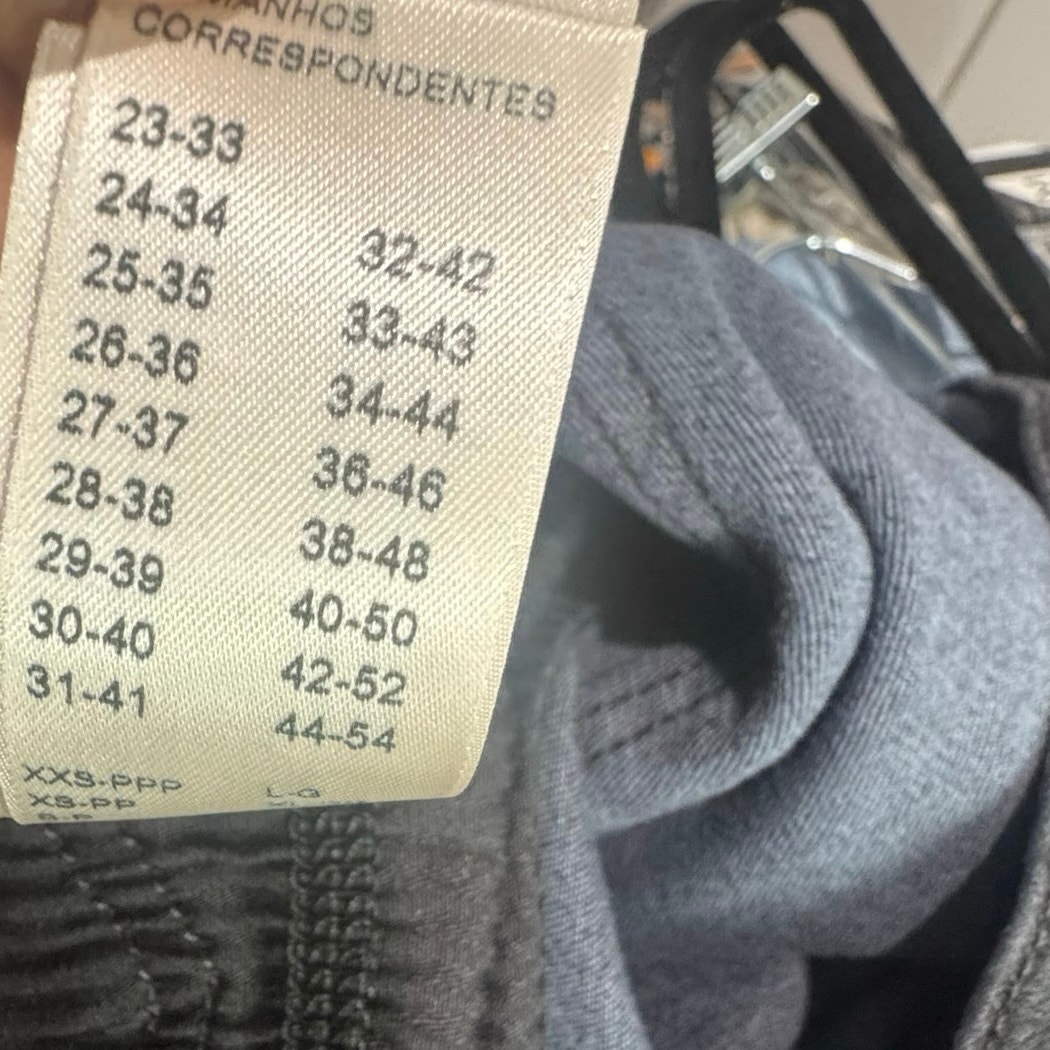 MANHOS
CORRESPONDENTES
23-33
24-34
25-35
26-36
27-37
28-38
29-39
30-40
31-41
32-42
33-43
34-44
36-46
38-48
40-50
42-52
44-54
XXS-PPP
XS-PP
S-P
L-G